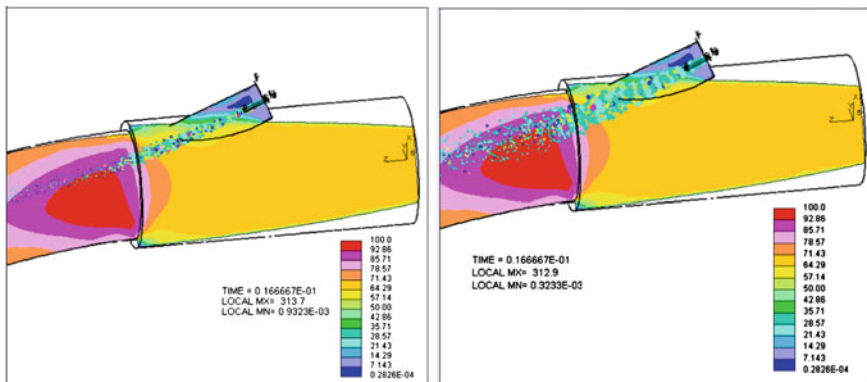 Z
X
TIME = 0.166667E-01
LOCAL MX= 313.7
LOCAL MN= 0.9323E-03
100.0
92.86
85.71
78.57
71.43
64.29
57.14
50.00
42.86
35.71
28.57
21.43
14.29
7.143
0.2826E-04
Z
X
TIME = 0.166667E-01
LOCAL MX= 312.9
LOCAL MN= 0.3233E-03
100.0
92.86
85.71
78.57
71.43
64.29
57.14
50.00
42.86
35.71
28.57
21.43
14.29
7.143
0.2826E-04